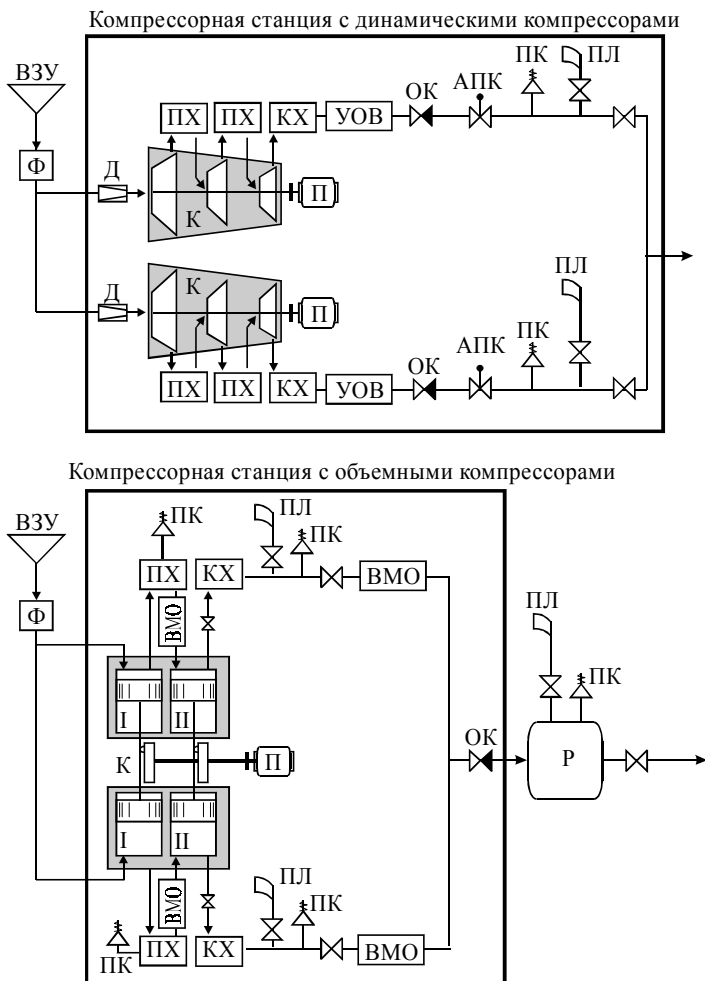 Компрессорная станция с динамическими компрессорами
ВЗУ
ПК
ПЛ
АПК
ОК
ПХ
ПХ
КХ
УОВ
Ф
Д
К
П
Д
К
П
ПЛ
ПК
АПК
ОК
ПХ
ПХ
КХ
УОВ
Компрессорная станция с объемными компрессорами
ВЗУ
ПК
ПЛ
ПК
ПХ
КХ
ВМО
ВМО
Ф
ПЛ
ПК
I
II
К
П
ОК
Р
I
II
ВМО
ПЛ
ПК
ПК
ПХ
КХ
ВМО